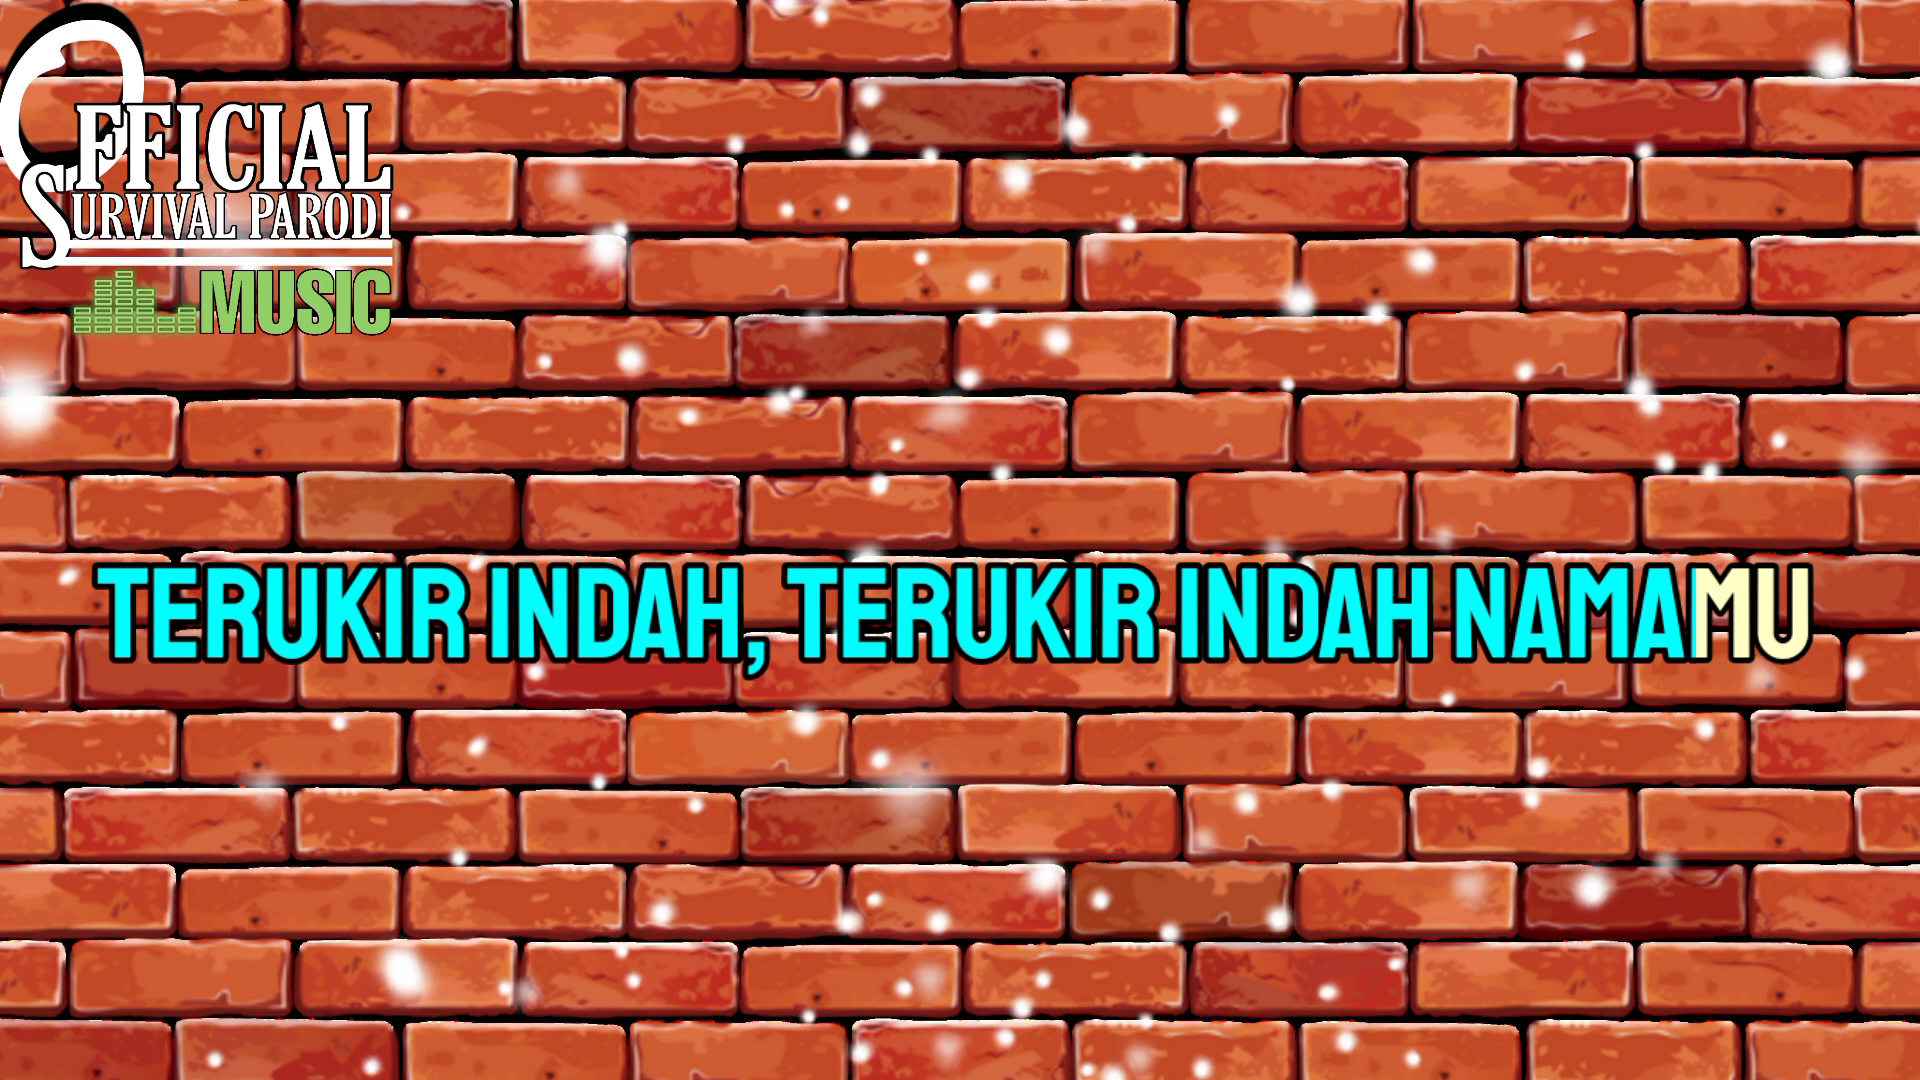 OFFICIAL
SURVIVAL PARODI
MUSIC
TERUKIR INDAH, TERUKIR INDAH NAMAMU